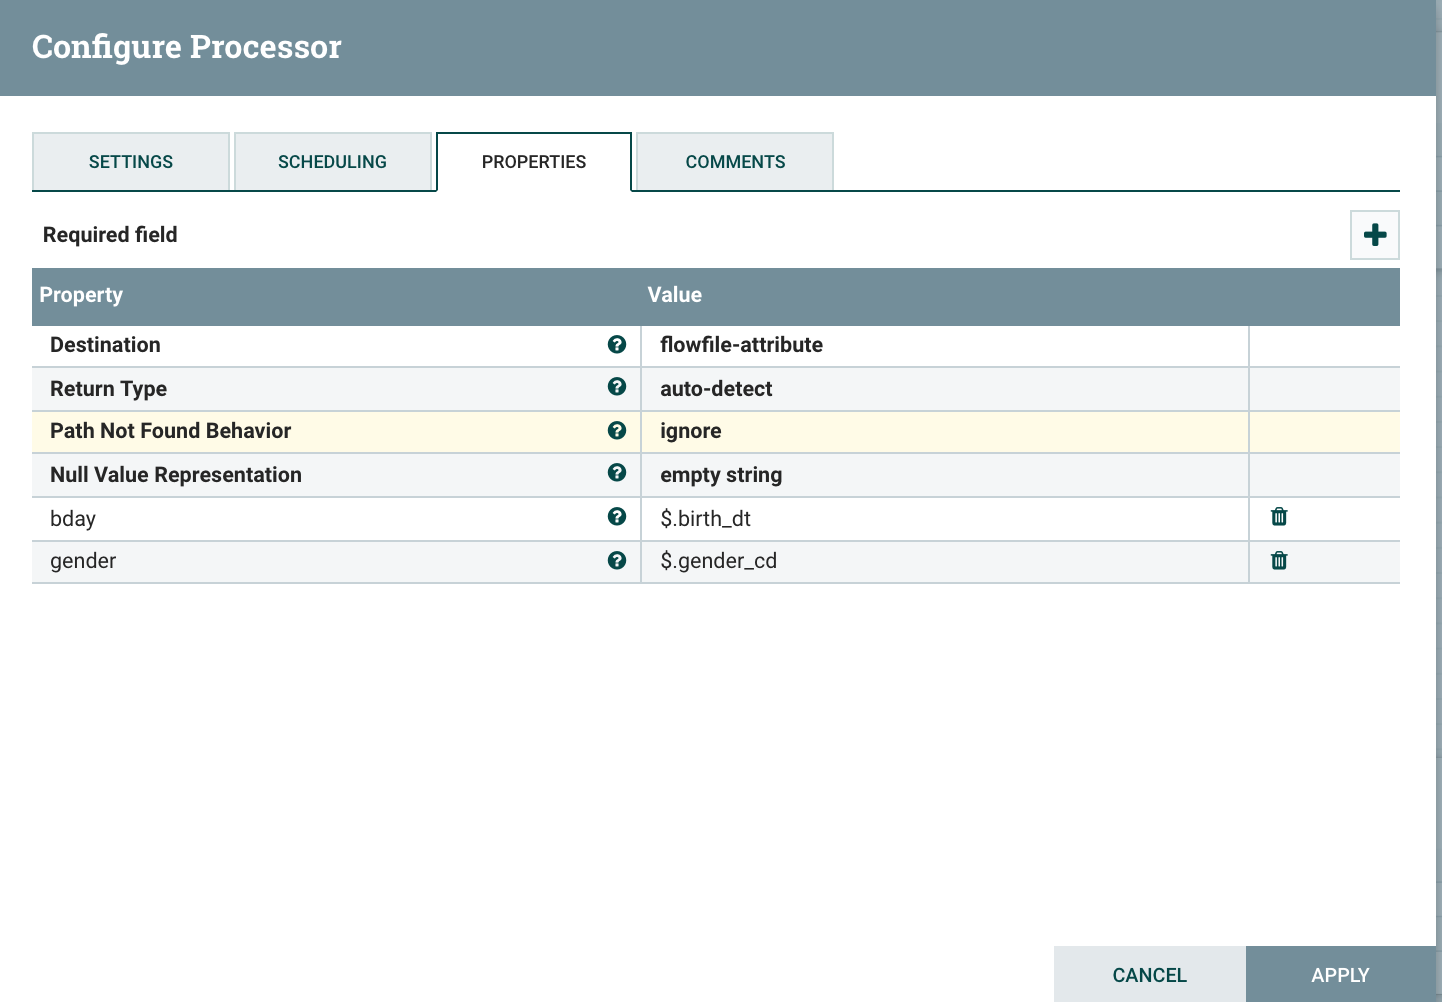 Configure Processor
SETTINGS SCHEDULING PROPERTIES COMMENTS
Required field
Property Value
Destination flowfile-attribute
Return Type auto-detect
Path Not Found Behavior ignore
Null Value Representation empty string
bday $.birth_dt
gender $.gender_cd
CANCEL APPLY